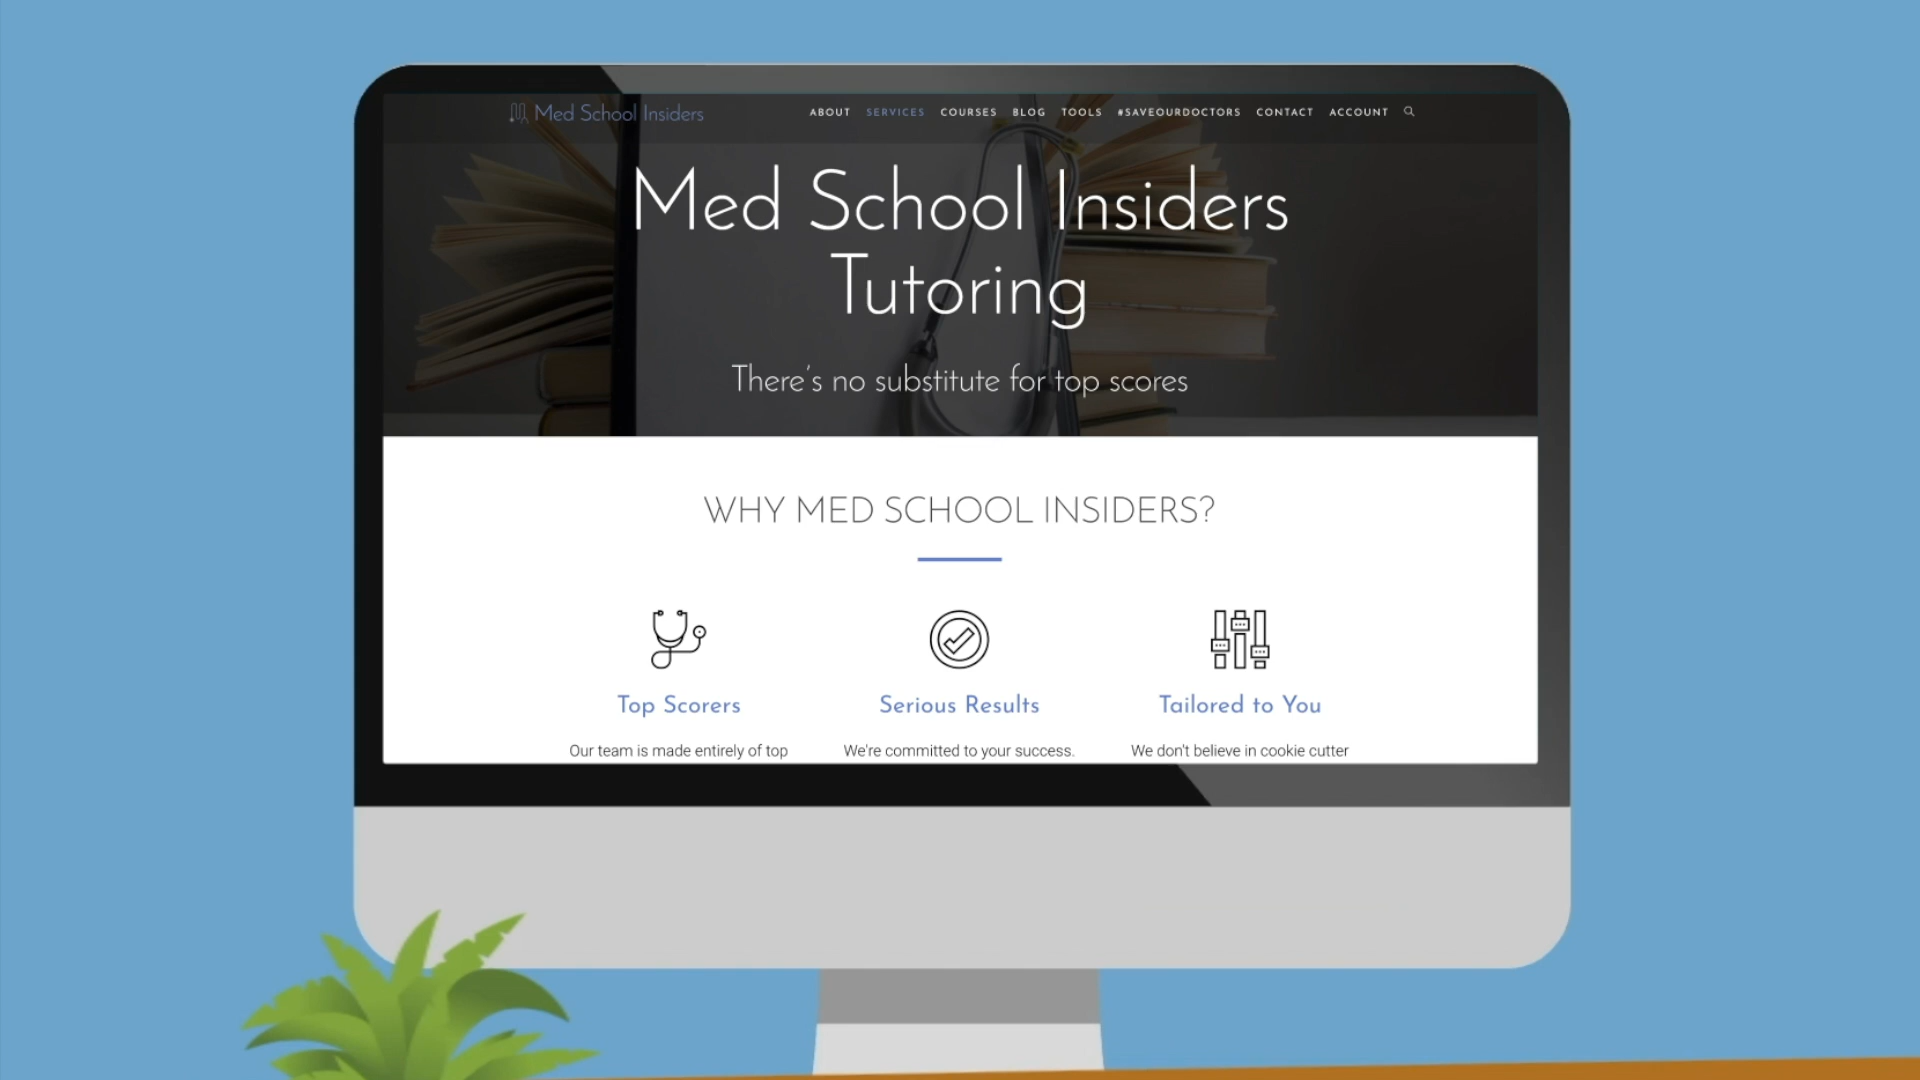 Med School Insiders
ABOUT SERVICES COURSES BLOG TOOLS #SAVEOURDOCTORS CONTACT ACCOUNT
Med School Insiders
Tutoring
There's no substitute for top scores
WHY MED SCHOOL INSIDERS?
Top Scorers
Serious Results
Tailored to You
Our team is made entirely of top
We're committed to your success.
We don't believe in cookie cutter